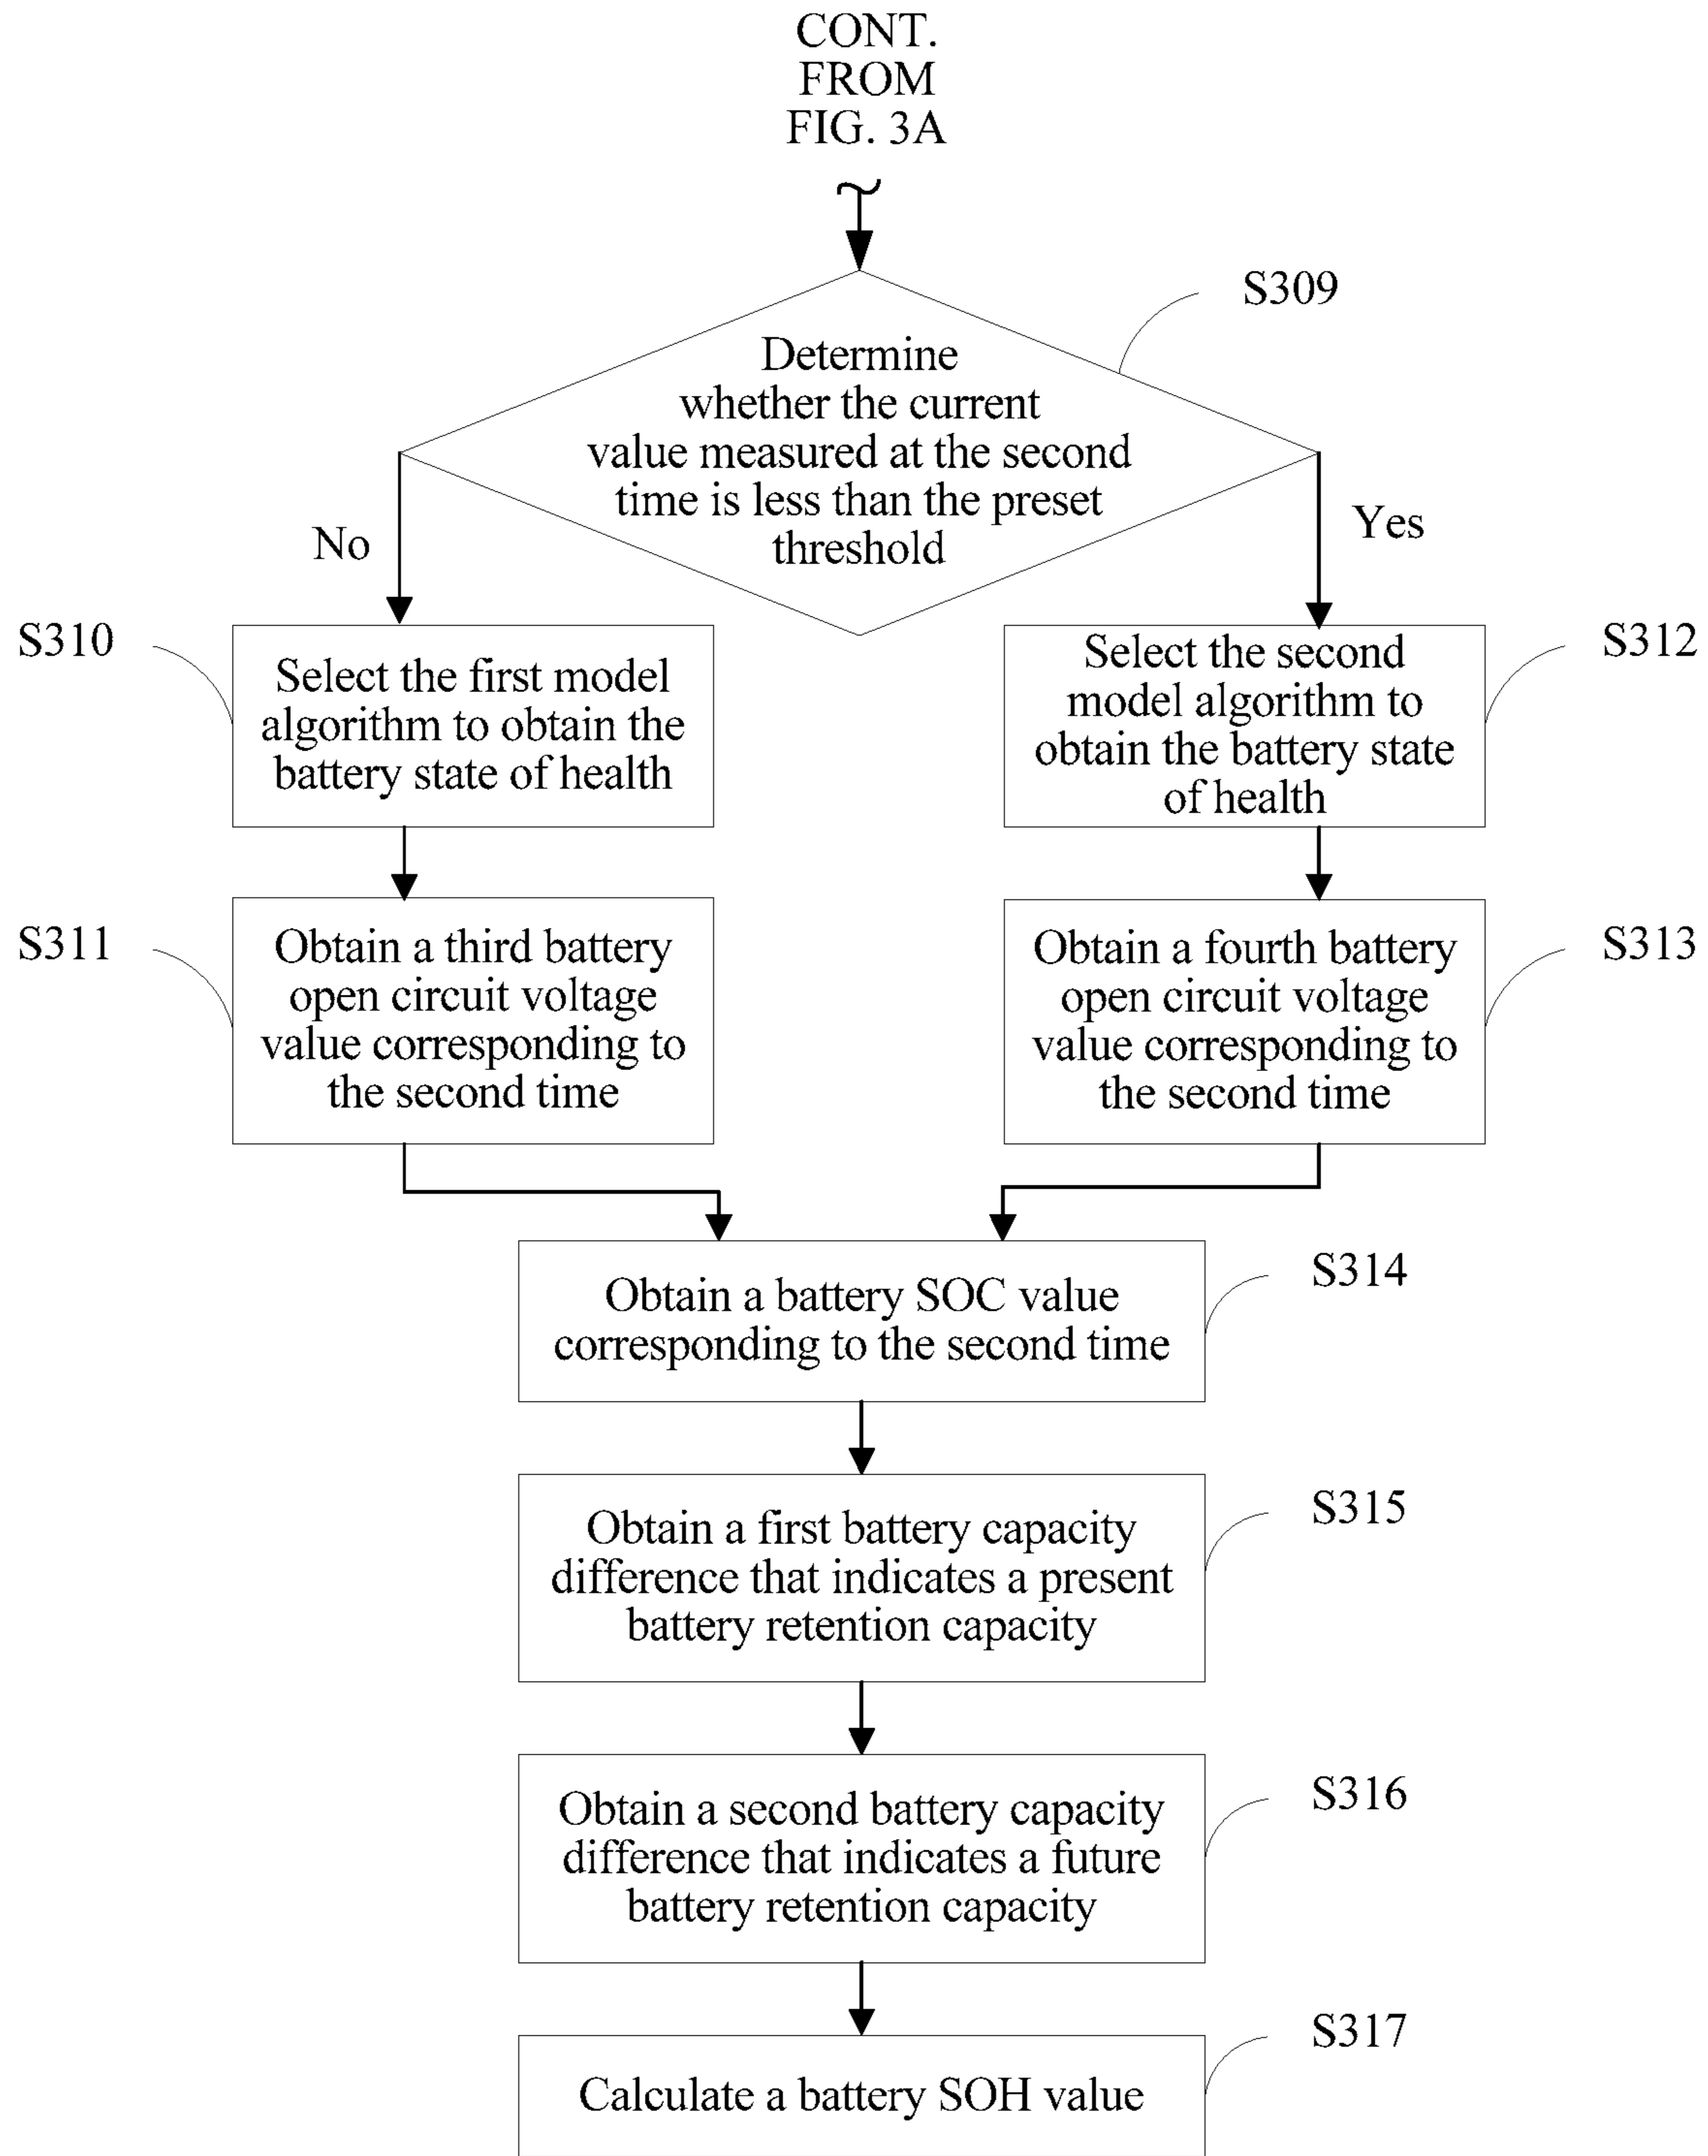 CONT.
FROM
FIG. 3A
S309
Determine
whether the current
value measured at the second
time is less than the preset
threshold
No
Yes
S310
Select the first model
algorithm to obtain the
battery state of health
S312
Select the second
model algorithm to
obtain the battery state
of health
S311
Obtain a third battery
open circuit voltage
value corresponding to
the second time
S313
Obtain a fourth battery
open circuit voltage
value corresponding to
the second time
S314
Obtain a battery SOC value
corresponding to the second time
S315
Obtain a first battery capacity
difference that indicates a present
battery retention capacity
S316
Obtain a second battery capacity
difference that indicates a future
battery retention capacity
S317
Calculate a battery SOH value